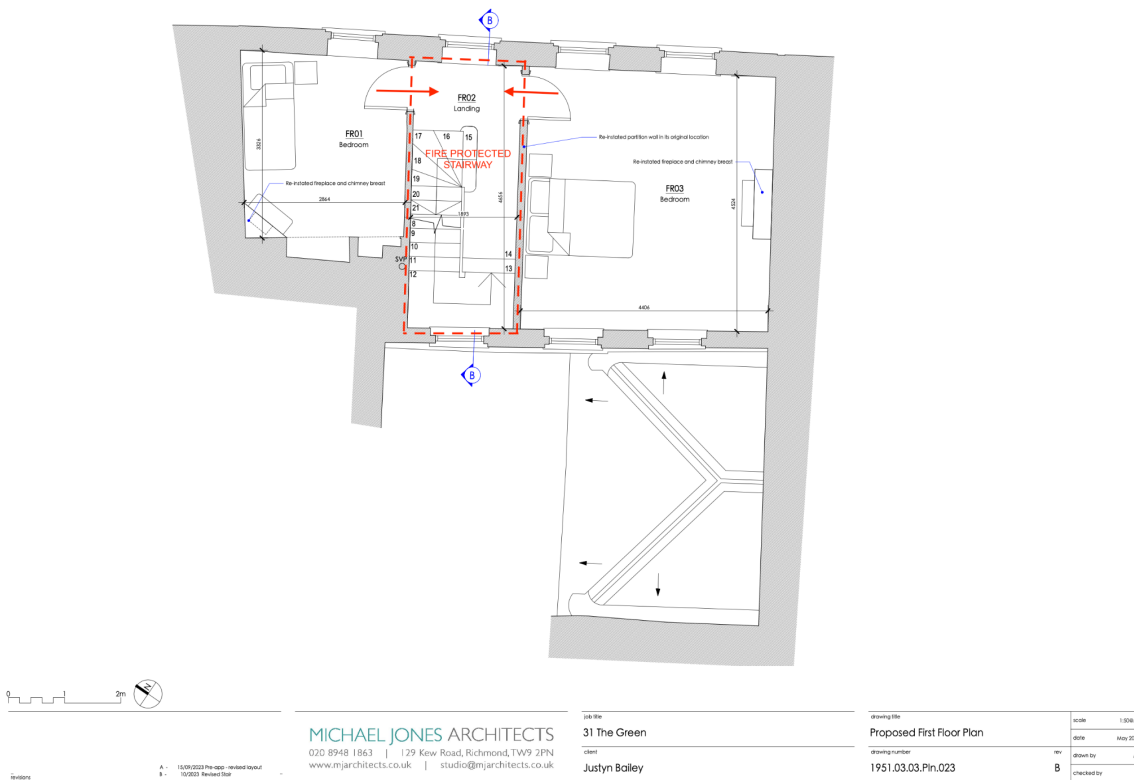 B
FR02
Landing
FR01
Bedroom
3526
17
16
15
FIRE PROTECTED
STAIRWAY
18
19
20
21
8
9
10
11
12
14
13
4656
1893
SVP
Re-instated fireplace and chimney breast
2864
Re-instated partition wall in its original location
Re-instated fireplace and chimney breast
FR03
Bedroom
4524
4406
B
0 1 2m
N
revisions
A - 15/09/2023 Pre-app - revised layout
B - 10/2023 Revised Stair
MICHAEL JONES ARCHITECTS
020 8948 1863 | 129 Kew Road, Richmond, TW9 2PN
www.mjarchitects.co.uk | studio@mjarchitects.co.uk
job title
31 The Green
client
Justyn Bailey
drawing title
Proposed First Floor Plan
drawing number
1951.03.03.Pln.023
rev
B
scale
date May 20
drawn by
checked by